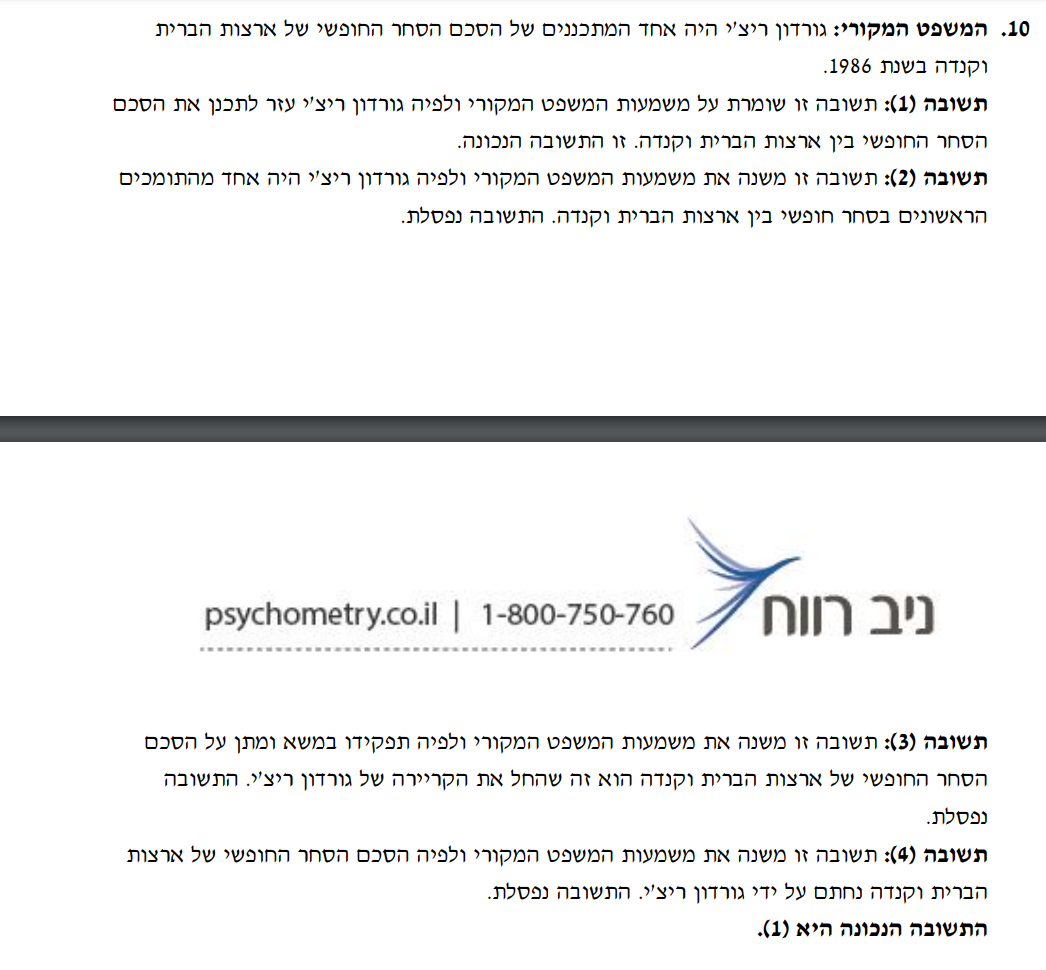 10. המשפט המקורי: גורדון ריצ'י היה אחד המתכננים של הסכם הסחר החופשי של ארצות הברית
וקנדה בשנת 1986.
תשובה (1): תשובה זו שומרת על משמעות המשפט המקורי ולפיה גורדון ריצ'י עזר לתכנן את הסכם
הסחר החופשי בין ארצות הברית וקנדה. זו התשובה הנכונה.
תשובה (2): תשובה זו משנה את משמעות המשפט המקורי ולפיה גורדון ריצ'י היה אחד מהתומכים
הראשונים בסחר חופשי בין ארצות הברית וקנדה. התשובה נפסלת.
ניב רווח
psychometry.co.il | 1-800-750-760
תשובה (3): תשובה זו משנה את משמעות המשפט המקורי ולפיה תפקידו במשא ומתן על הסכם
הסחר החופשי של ארצות הברית וקנדה הוא זה שהחל את הקריירה של גורדון ריצ'י. התשובה
נפסלת.
תשובה (4): תשובה זו משנה את משמעות המשפט המקורי ולפיה הסכם הסחר החופשי של ארצות
הברית וקנדה נחתם על ידי גורדון ריצ'י. התשובה נפסלת.
התשובה הנכונה היא (1).